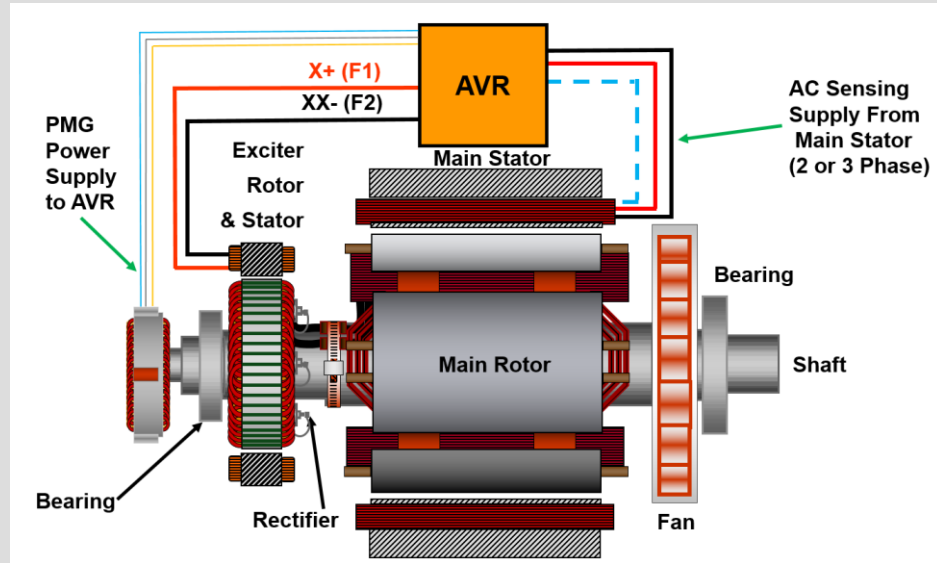 AVR
X+ (F1)
XX- (F2)
PMG
Power
Supply
to AVR
Exciter
Rotor
& Stator
Main Stator
AC Sensing
Supply From
Main Stator
(2 or 3 Phase)
Bearing
Main Rotor
Shaft
Bearing
Rectifier
Fan